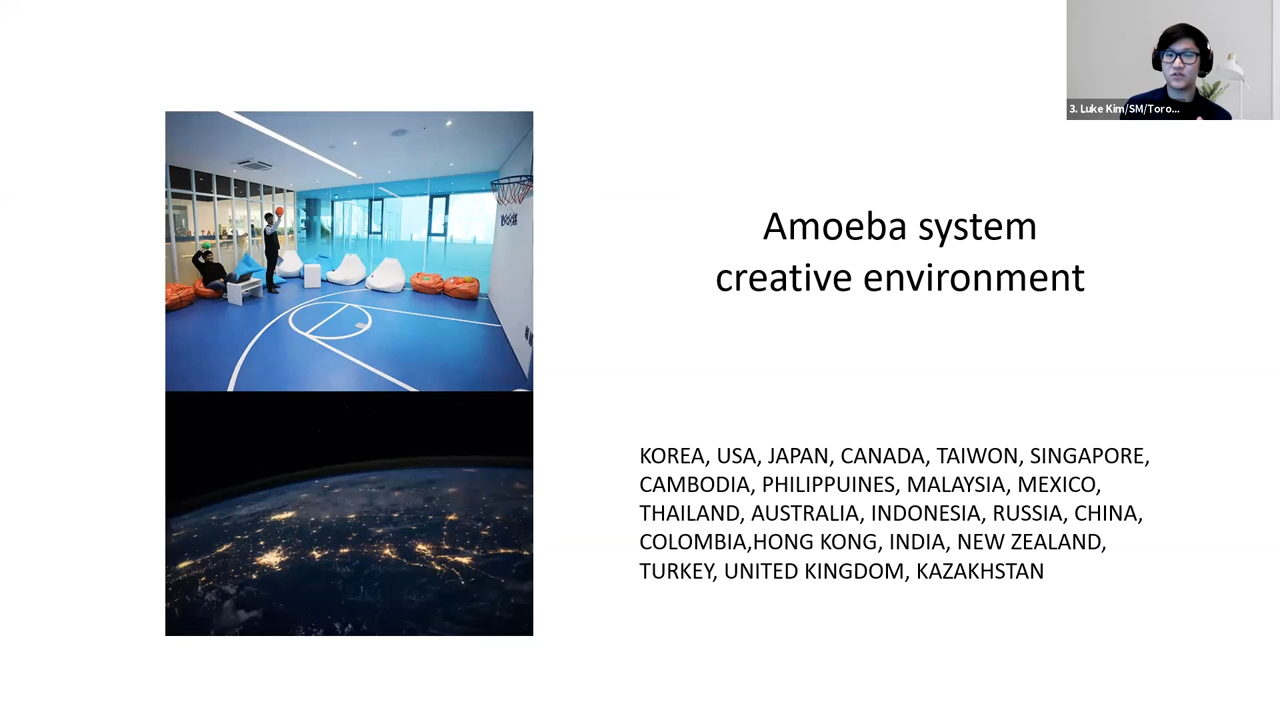 3. Luke Kim/SM/Toro...
Amoeba system
creative environment
KOREA, USA, JAPAN, CANADA, TAIWON, SINGAPORE,
CAMBODIA, PHILIPPUINES, MALAYSIA, MEXICO,
THAILAND, AUSTRALIA, INDONESIA, RUSSIA, CHINA,
COLOMBIA,HONG KONG, INDIA, NEW ZEALAND,
TURKEY, UNITED KINGDOM, KAZAKHSTAN